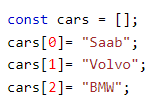 const cars = [];
cars[0]= "Saab";
cars[1]= "Volvo";
cars[2]= "BMW";